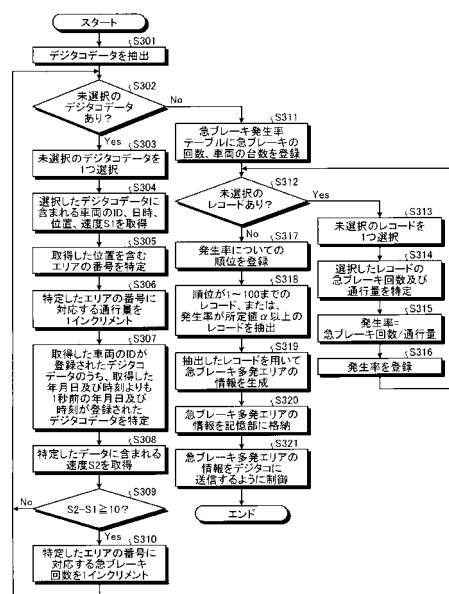 スタート
S301
デジタコデータを抽出
S302
未選択の
デジタコデータ
あり?
No
Yes
S303
未選択のデジタコデータを
1つ選択
S304
選択したデジタコデータに
含まれる車両のID、日時、
位置、速度S1を取得
S305
取得した位置を含む
エリアの番号を特定
S306
特定したエリアの番号に
対応する通行量を
1インクリメント
S307
取得した車両のIDが
登録されたデジタコ
データのうち、取得した
年月日及び時刻よりも
1秒前の年月日及び
時刻が登録された
デジタコデータを特定
S308
特定したデータに含まれる
速度S2を取得
S309
No
S2-S1≧10?
Yes
S310
特定したエリアの番号に
対応する急ブレーキ
回数を1インクリメント
S311
急ブレーキ発生率
テーブルに急ブレーキの
回数、車両の台数を登録
S312
未選択の
レコードあり?
Yes
No
S313
未選択のレコードを
1つ選択
S314
選択したレコードの
急ブレーキ回数及び
通行量を特定
S315
発生率=
急ブレーキ回数/通行量
S316
発生率を登録
S317
発生率についての
順位を登録
S318
順位が1~100までの
レコード、または、
発生率が所定値α以上の
レコードを抽出
S319
抽出したレコードを用いて
急ブレーキ多発エリアの
情報を生成
S320
急ブレーキ多発エリアの
情報を記憶部に格納
S321
急ブレーキ多発エリアの
情報をデジタコに
送信するように制御
エンド